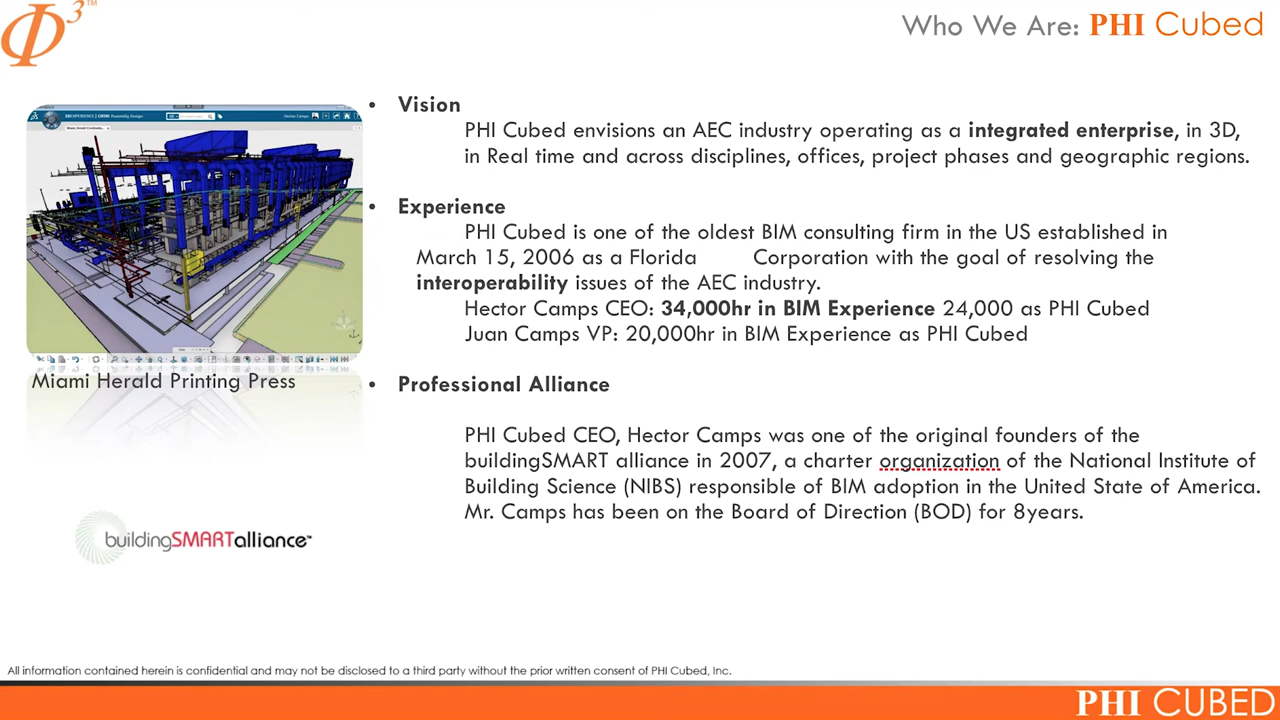 Φ3™
Who We Are: PHI Cubed
• Vision
PHI Cubed envisions an AEC industry operating as a integrated enterprise, in 3D,
in Real time and across disciplines, offices, project phases and geographic regions.
• Experience
PHI Cubed is one of the oldest BIM consulting firm in the US established in
March 15, 2006 as a Florida Corporation with the goal of resolving the
interoperability issues of the AEC industry.
Hector Camps CEO: 34,000hr in BIM Experience 24,000 as PHI Cubed
Juan Camps VP: 20,000hr in BIM Experience as PHI Cubed
Miami Herald Printing Press
• Professional Alliance
PHI Cubed CEO, Hector Camps was one of the original founders of the
buildingSMART alliance in 2007, a charter organization of the National Institute of
Building Science (NIBS) responsible of BIM adoption in the United State of America.
Mr. Camps has been on the Board of Direction (BOD) for 8years.
buildingSMARTalliance™
All information contained herein is confidential and may not be disclosed to a third party without the prior written consent of PHI Cubed, Inc.
PHI CUBED